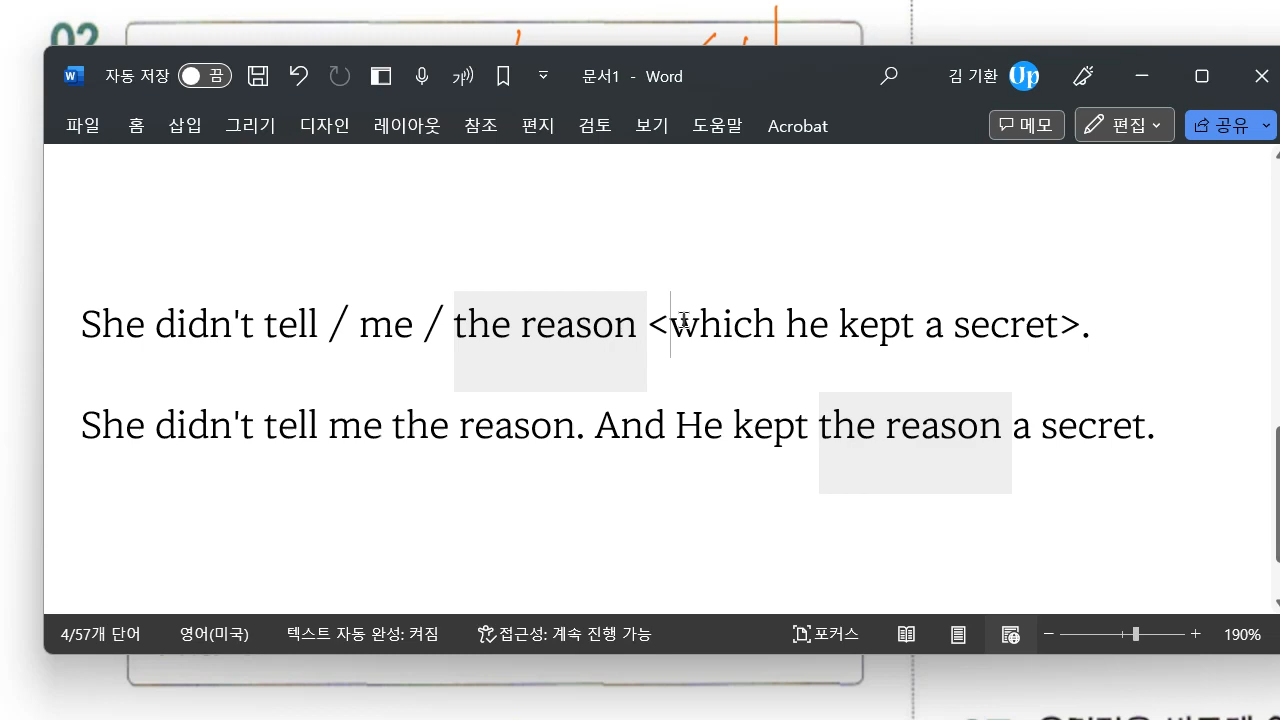 02
자동 저장 끔 문서1 - Word 김 기환 Up
파일 홈 삽입 그리기 디자인 레이아웃 참조 편지 검토 보기 도움말 Acrobat 메모 편집 공유
She didn't tell / me / the reason <which he kept a secret>.
She didn't tell me the reason. And He kept the reason a secret.
4/57개 단어 영어(미국) 텍스트 자동 완성: 켜짐 접근성: 계속 진행 가능 포커스 190%